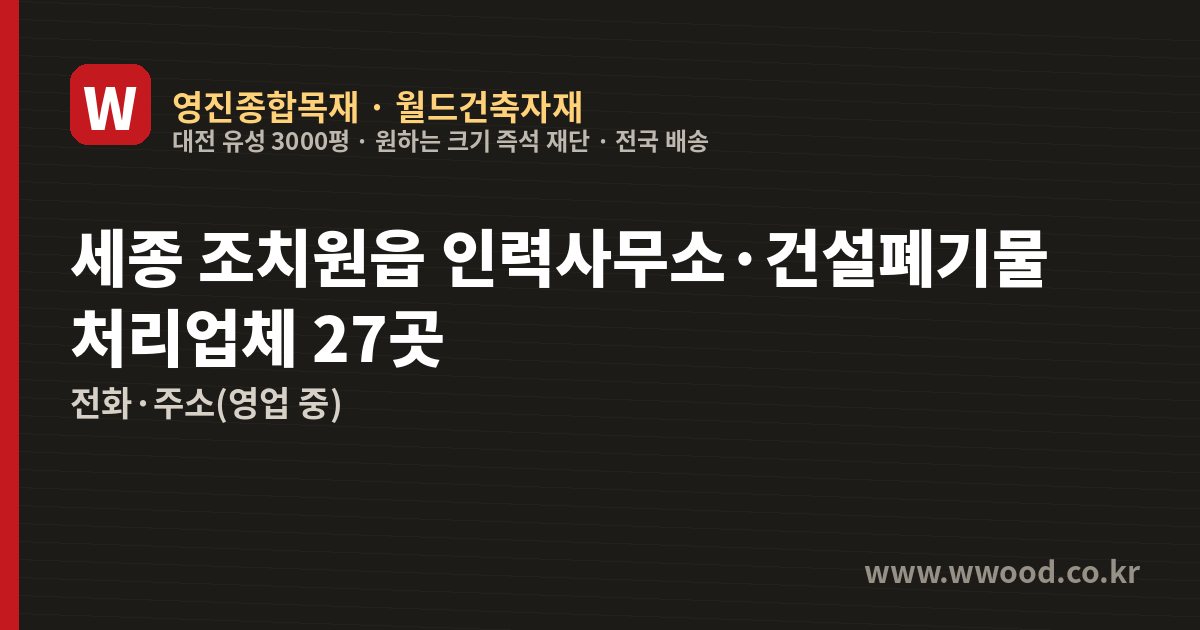 W
영진종합목재 · 월드건축자재
대전 유성 3000평 · 원하는 크기 즉석 재단 · 전국 배송
세종 조치원읍 인력사무소·건설폐기물
처리업체 27곳
전화·주소(영업 중)
www.wwood.co.kr